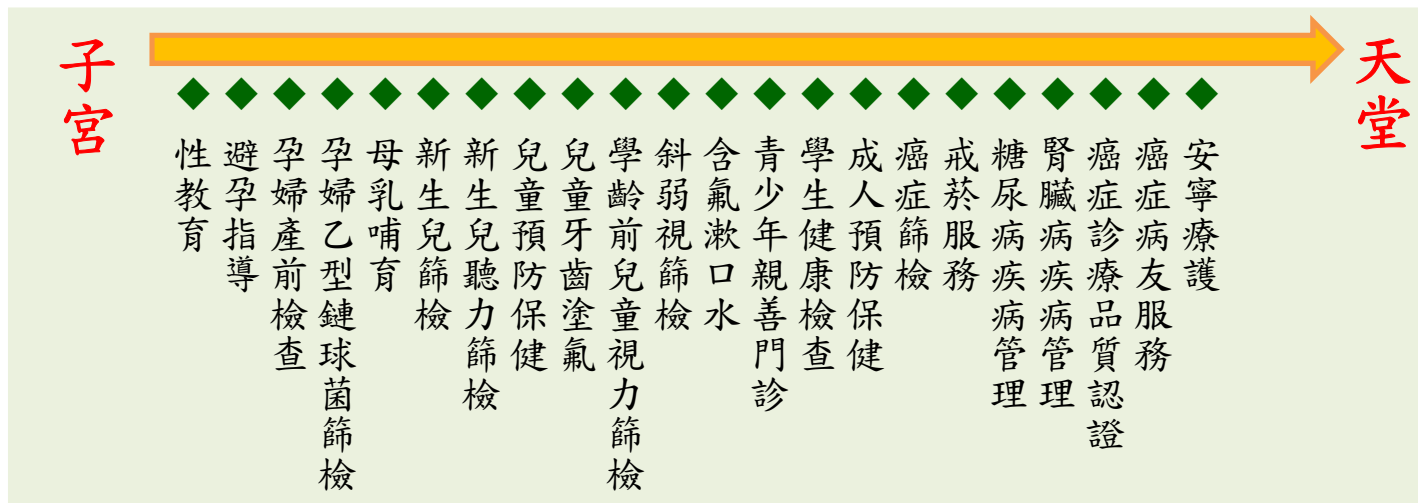 子宮
天堂
性教育
避孕指導
孕婦產前檢查
孕婦乙型鏈球菌篩檢
母乳哺育
新生兒篩檢
新生兒聽力篩檢
兒童預防保健
兒童牙齒塗氟
學齡前兒童視力篩檢
斜弱視篩檢
含氟漱口水
青少年親善門診
學生健康檢查
成人預防保健
癌症篩檢
戒菸服務
糖尿病疾病管理
腎臟病疾病管理
癌症診療品質認證
癌症病友服務
安寧療護